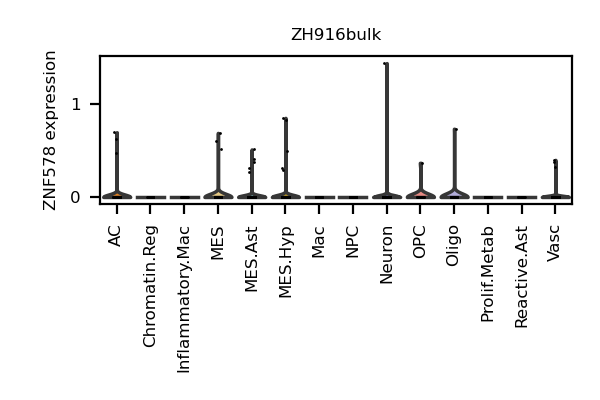 ZH916bulk
ZNF578 expression
1
0
AC
Chromatin.Reg
Inflammatory.Mac
MES
MES.Ast
MES.Hyp
Mac
NPC
Neuron
OPC
Oligo
Prolif.Metab
Reactive.Ast
Vasc